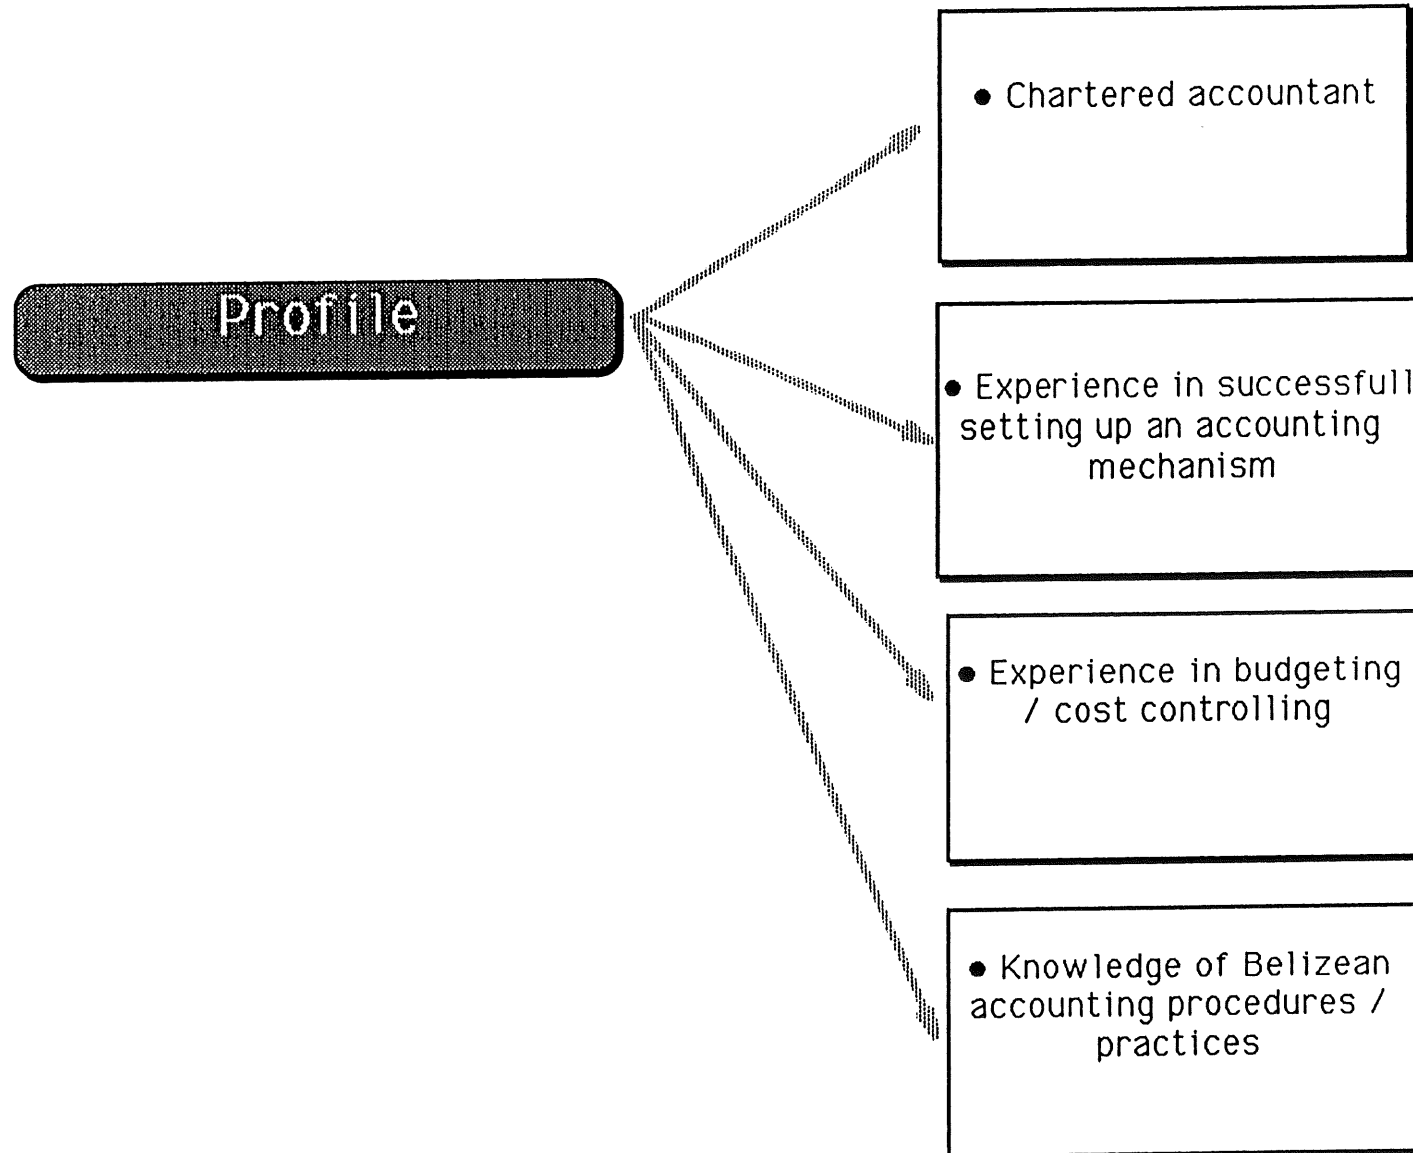 Profile
• Chartered accountant
• Experience in successfull
setting up an accounting
mechanism
• Experience in budgeting
/ cost controlling
• Knowledge of Belizean
accounting procedures /
practices